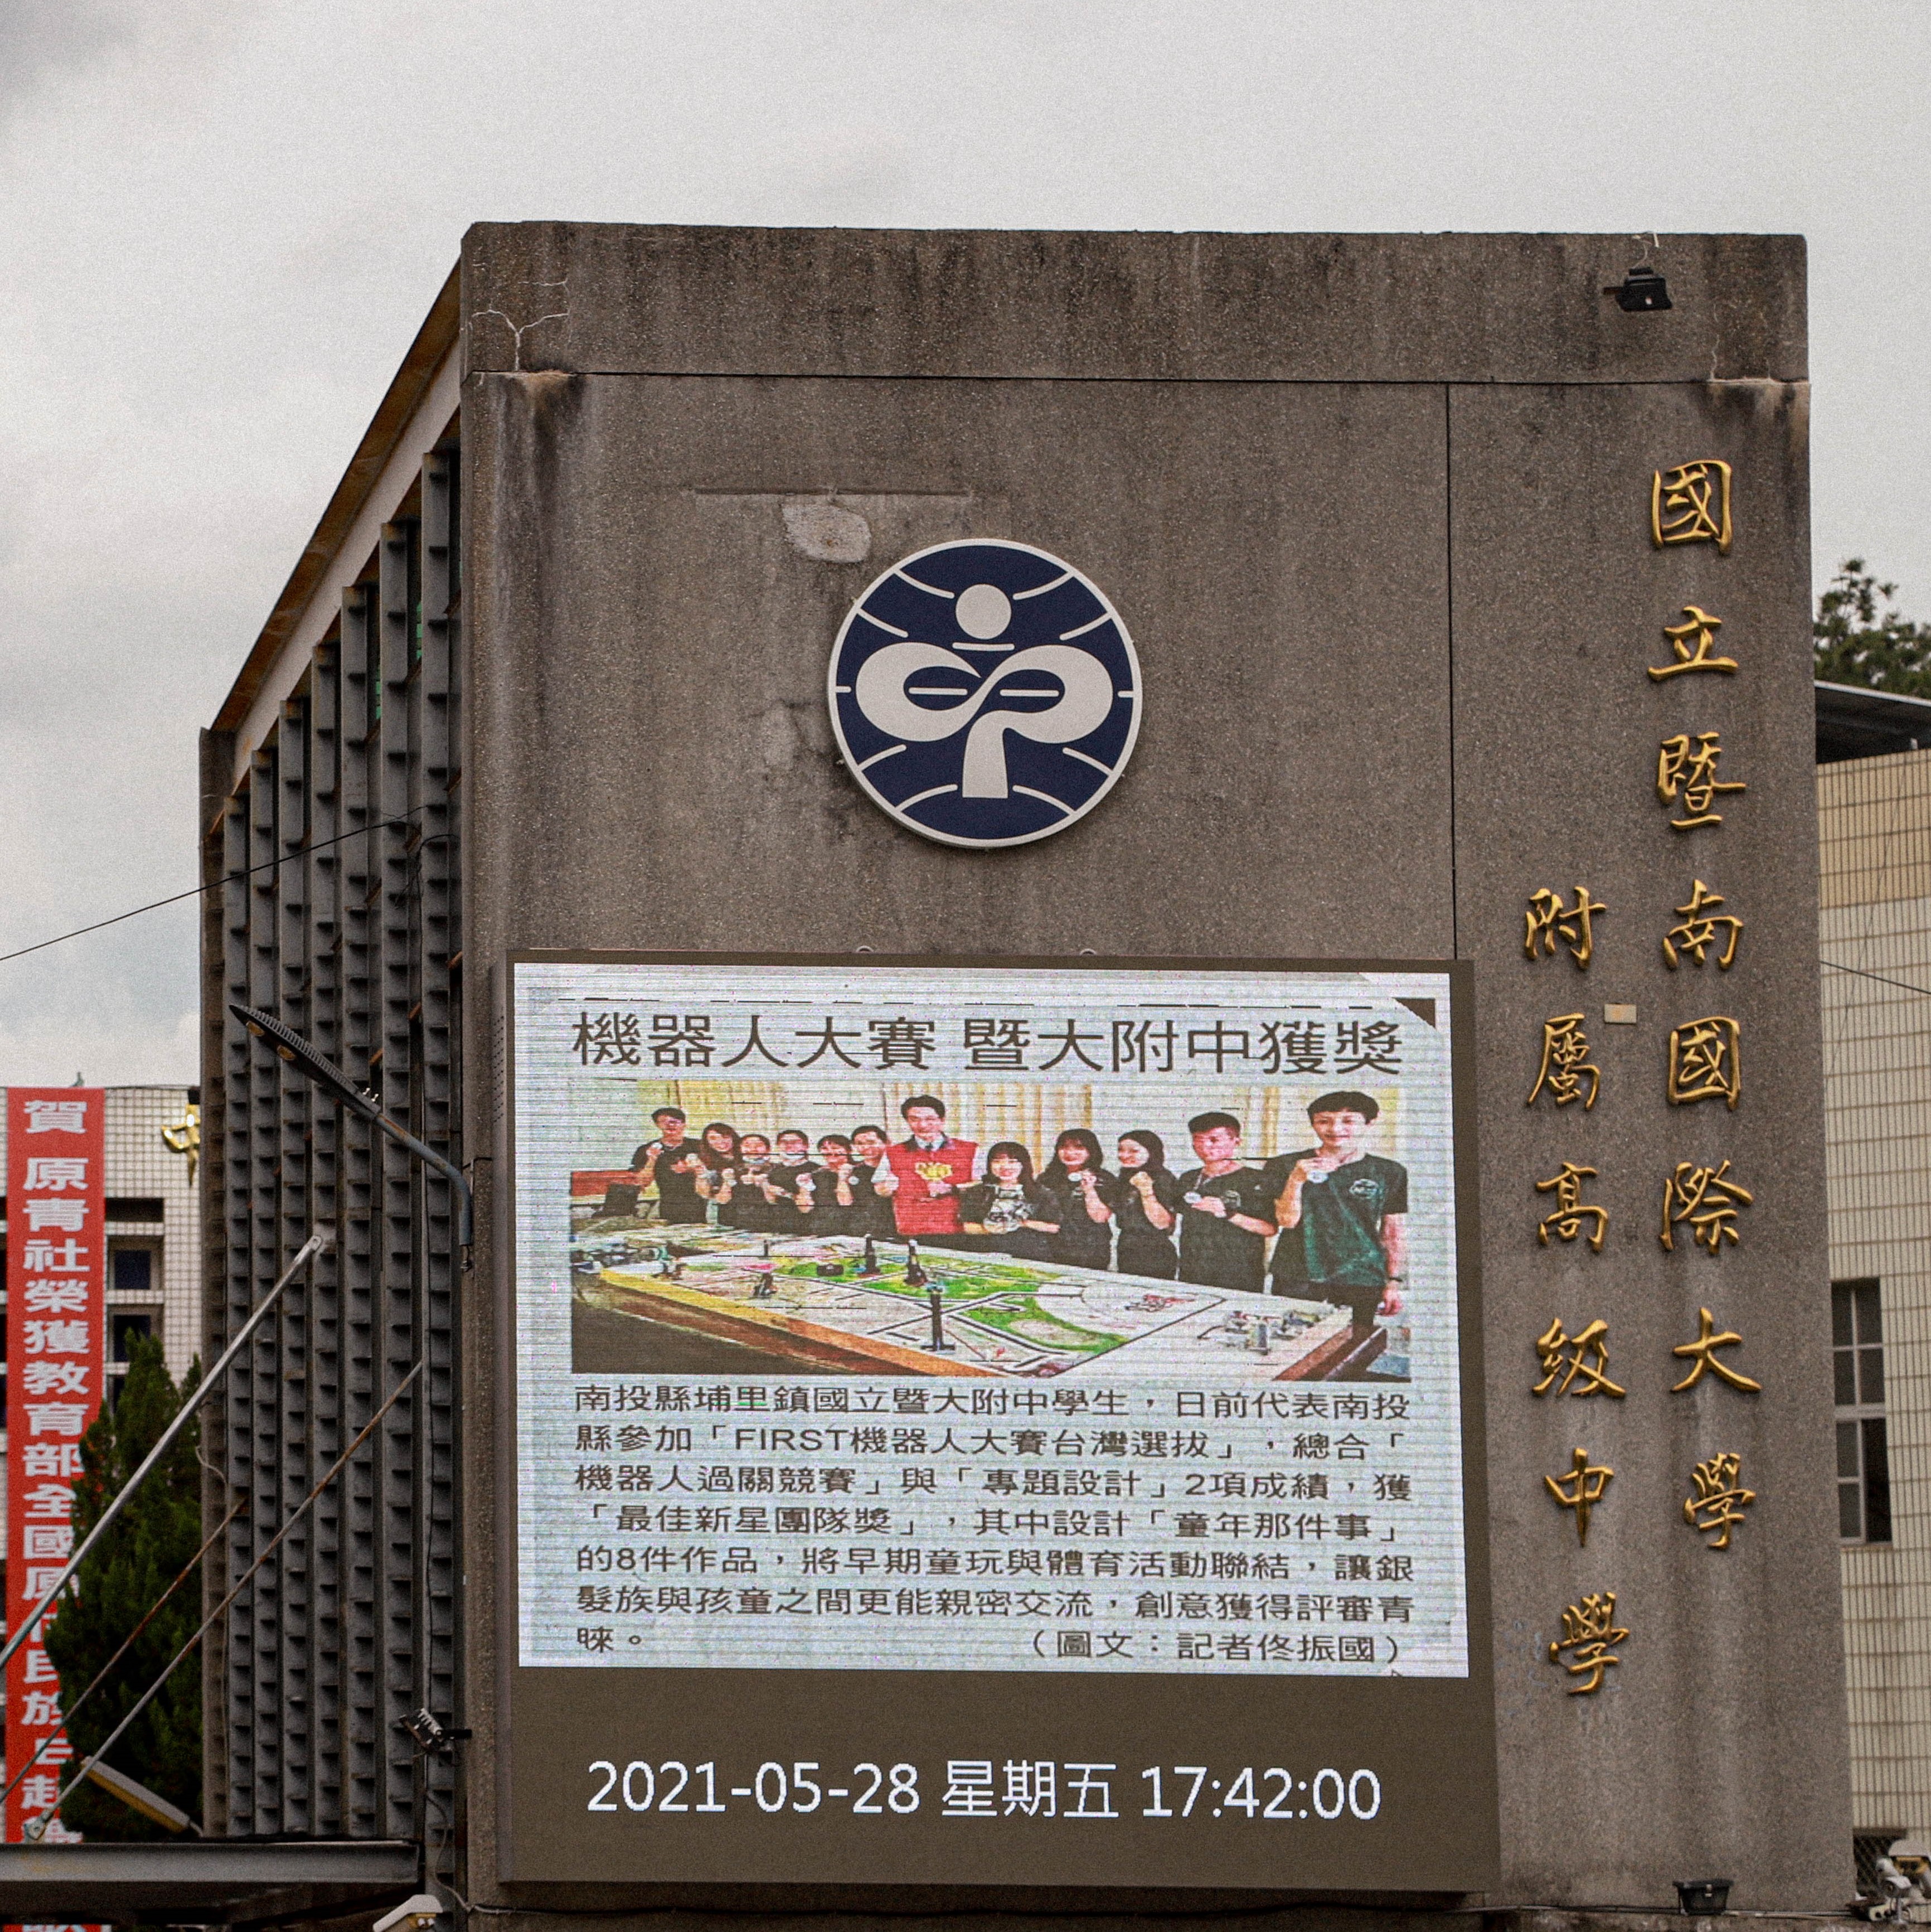 國立暨南國際大學
附屬高級中學
機器人大賽 暨大附中獲獎
南投縣埔里鎮國立暨大附中學生，日前代表南投
縣參加「FIRST機器人大賽台灣選拔」，總合「
機器人過關競賽」與「專題設計」2項成績，獲
「最佳新星團隊獎」，其中設計「童年那件事」
的8件作品，將早期童玩與體育活動聯結，讓銀
髮族與孩童之間更能親密交流，創意獲得評審青
睞。 （圖文：記者佟振國）
2021-05-28 星期五 17:42:00
賀 原青社榮獲教育部全國原住民族
中